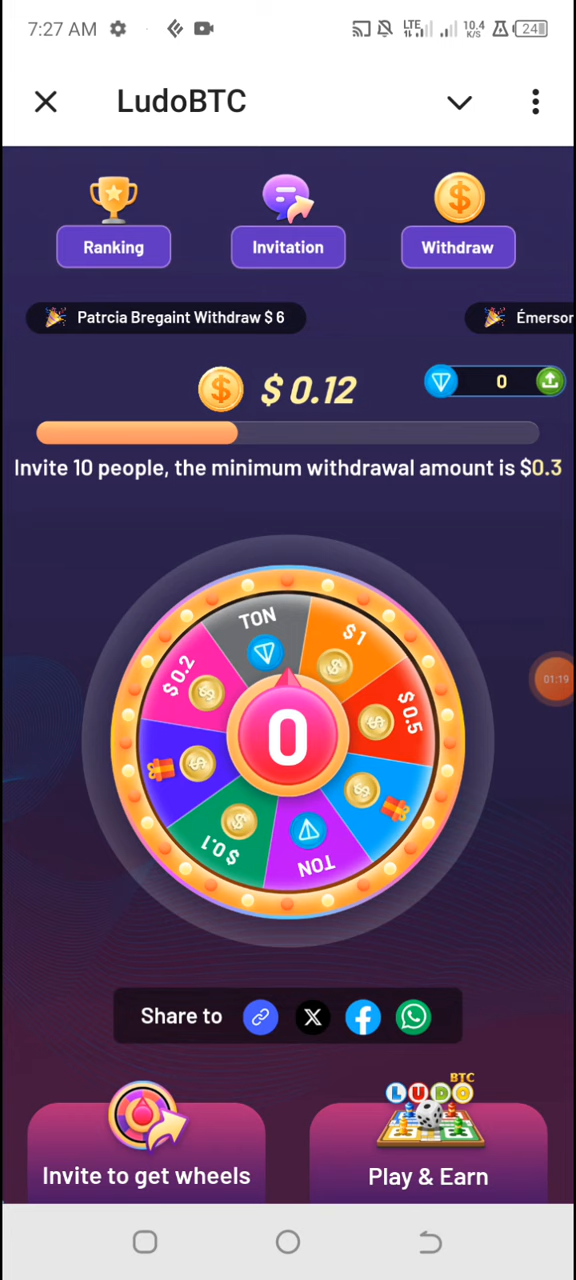 7:27 AM
LTE
10.4
K/S
24
LudoBTC
Ranking
Invitation
Withdraw
Patrcia Bregaint Withdraw $ 6
Émersor
$ 0.12
0
Invite 10 people, the minimum withdrawal amount is $0.3
TON
$ 1
$ 0.2
$ 0.5
0
$ 0.1
TON
01:19
Share to
BTC
LUDO
Invite to get wheels
Play & Earn